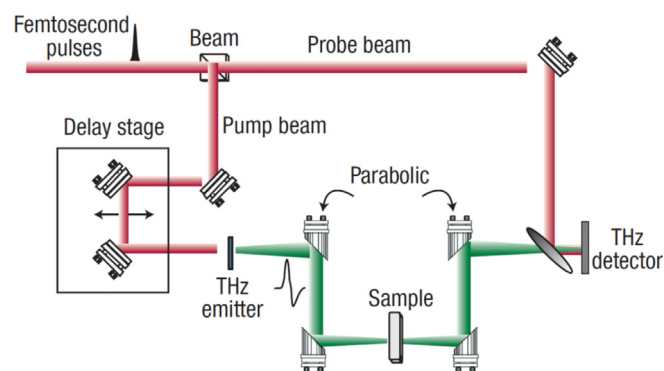 Femtosecond
pulses
Beam
Probe beam
Delay stage
Pump beam
Parabolic
THz
emitter
Sample
THz
detector